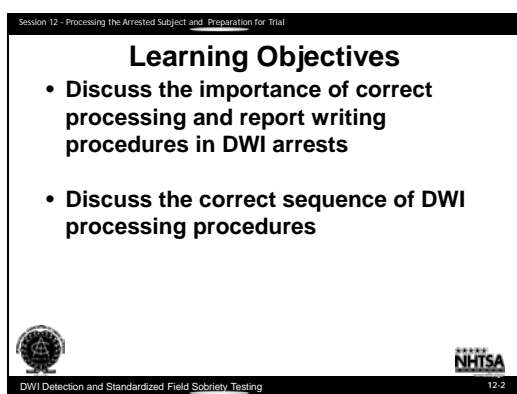 Session 12 - Processing the Arrested Subject and Preparation for Trial
Learning Objectives
• Discuss the importance of correct
processing and report writing
procedures in DWI arrests
• Discuss the correct sequence of DWI
processing procedures
NHTSA
DWI Detection and Standardized Field Sobriety Testing
12-2